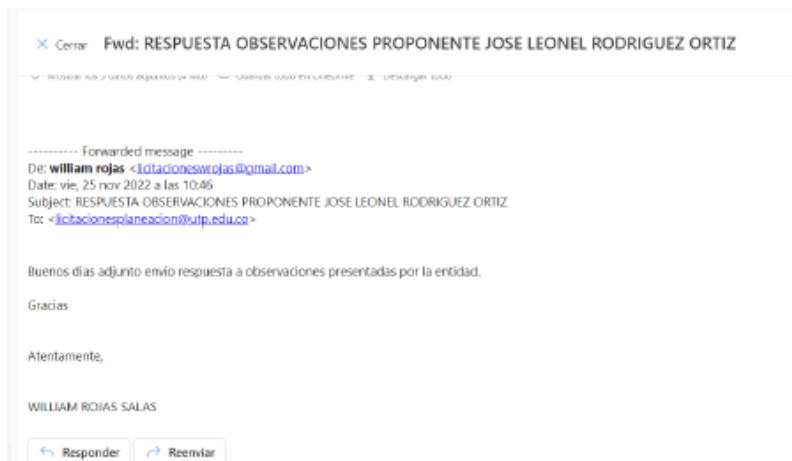 Cerrar Fwd: RESPUESTA OBSERVACIONES PROPONENTE JOSE LEONEL RODRIGUEZ ORTIZ
---------- Forwarded message ---------
De: william rojas <licitacioneswrojas@gmail.com>
Date: vie, 25 nov 2022 a las 10:46
Subject: RESPUESTA OBSERVACIONES PROPONENTE JOSE LEONEL RODRIGUEZ ORTIZ
To: <licitacionesplaneacion@utp.edu.co>
Buenos dias adjunto envio respuesta a observaciones presentadas por la entidad.
Gracias
Atentamente,
WILLIAM ROJAS SALAS
Responder Reenviar